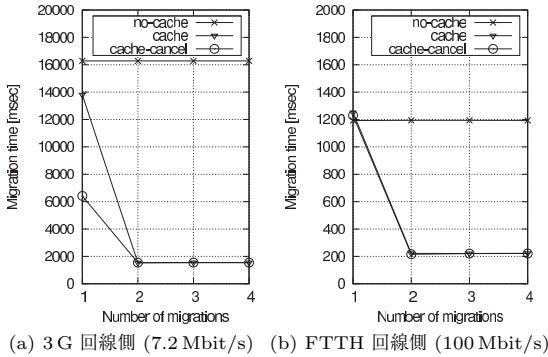 no-cache
cache
cache-cancel
20000
18000
16000
14000
12000
10000
8000
6000
4000
2000
0
Migration time [msec]
1 2 3 4
Number of migrations
(a) 3 G 回線側 (7.2 Mbit/s)
no-cache
cache
cache-cancel
2000
1800
1600
1400
1200
1000
800
600
400
200
0
Migration time [msec]
1 2 3 4
Number of migrations
(b) FTTH 回線側 (100 Mbit/s)